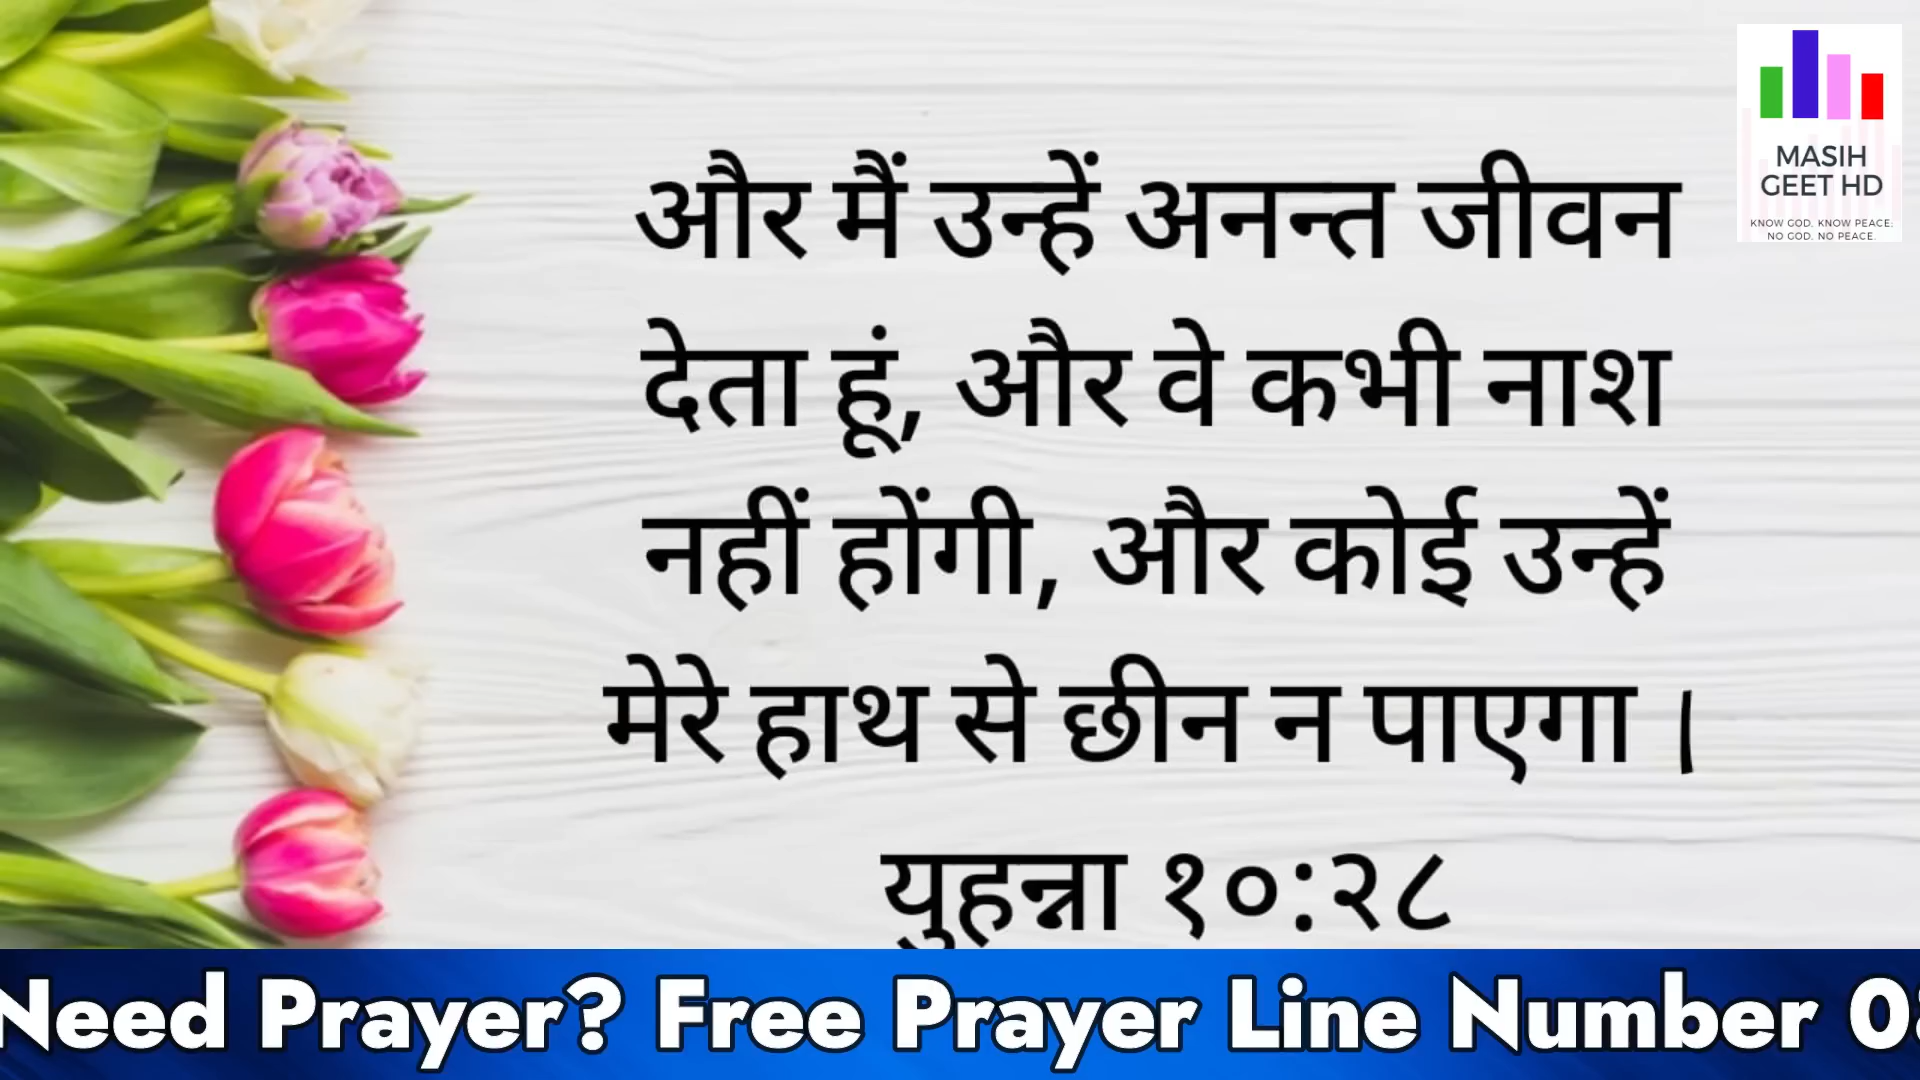 और मैं उन्हें अनन्त जीवन
देता हूं, और वे कभी नाश
नहीं होंगी, और कोई उन्हें
मेरे हाथ से छीन न पाएगा ।
युहन्ना १०:२८
MASIH
GEET HD
KNOW GOD. KNOW PEACE;
NO GOD. NO PEACE.
Need Prayer? Free Prayer Line Number 0